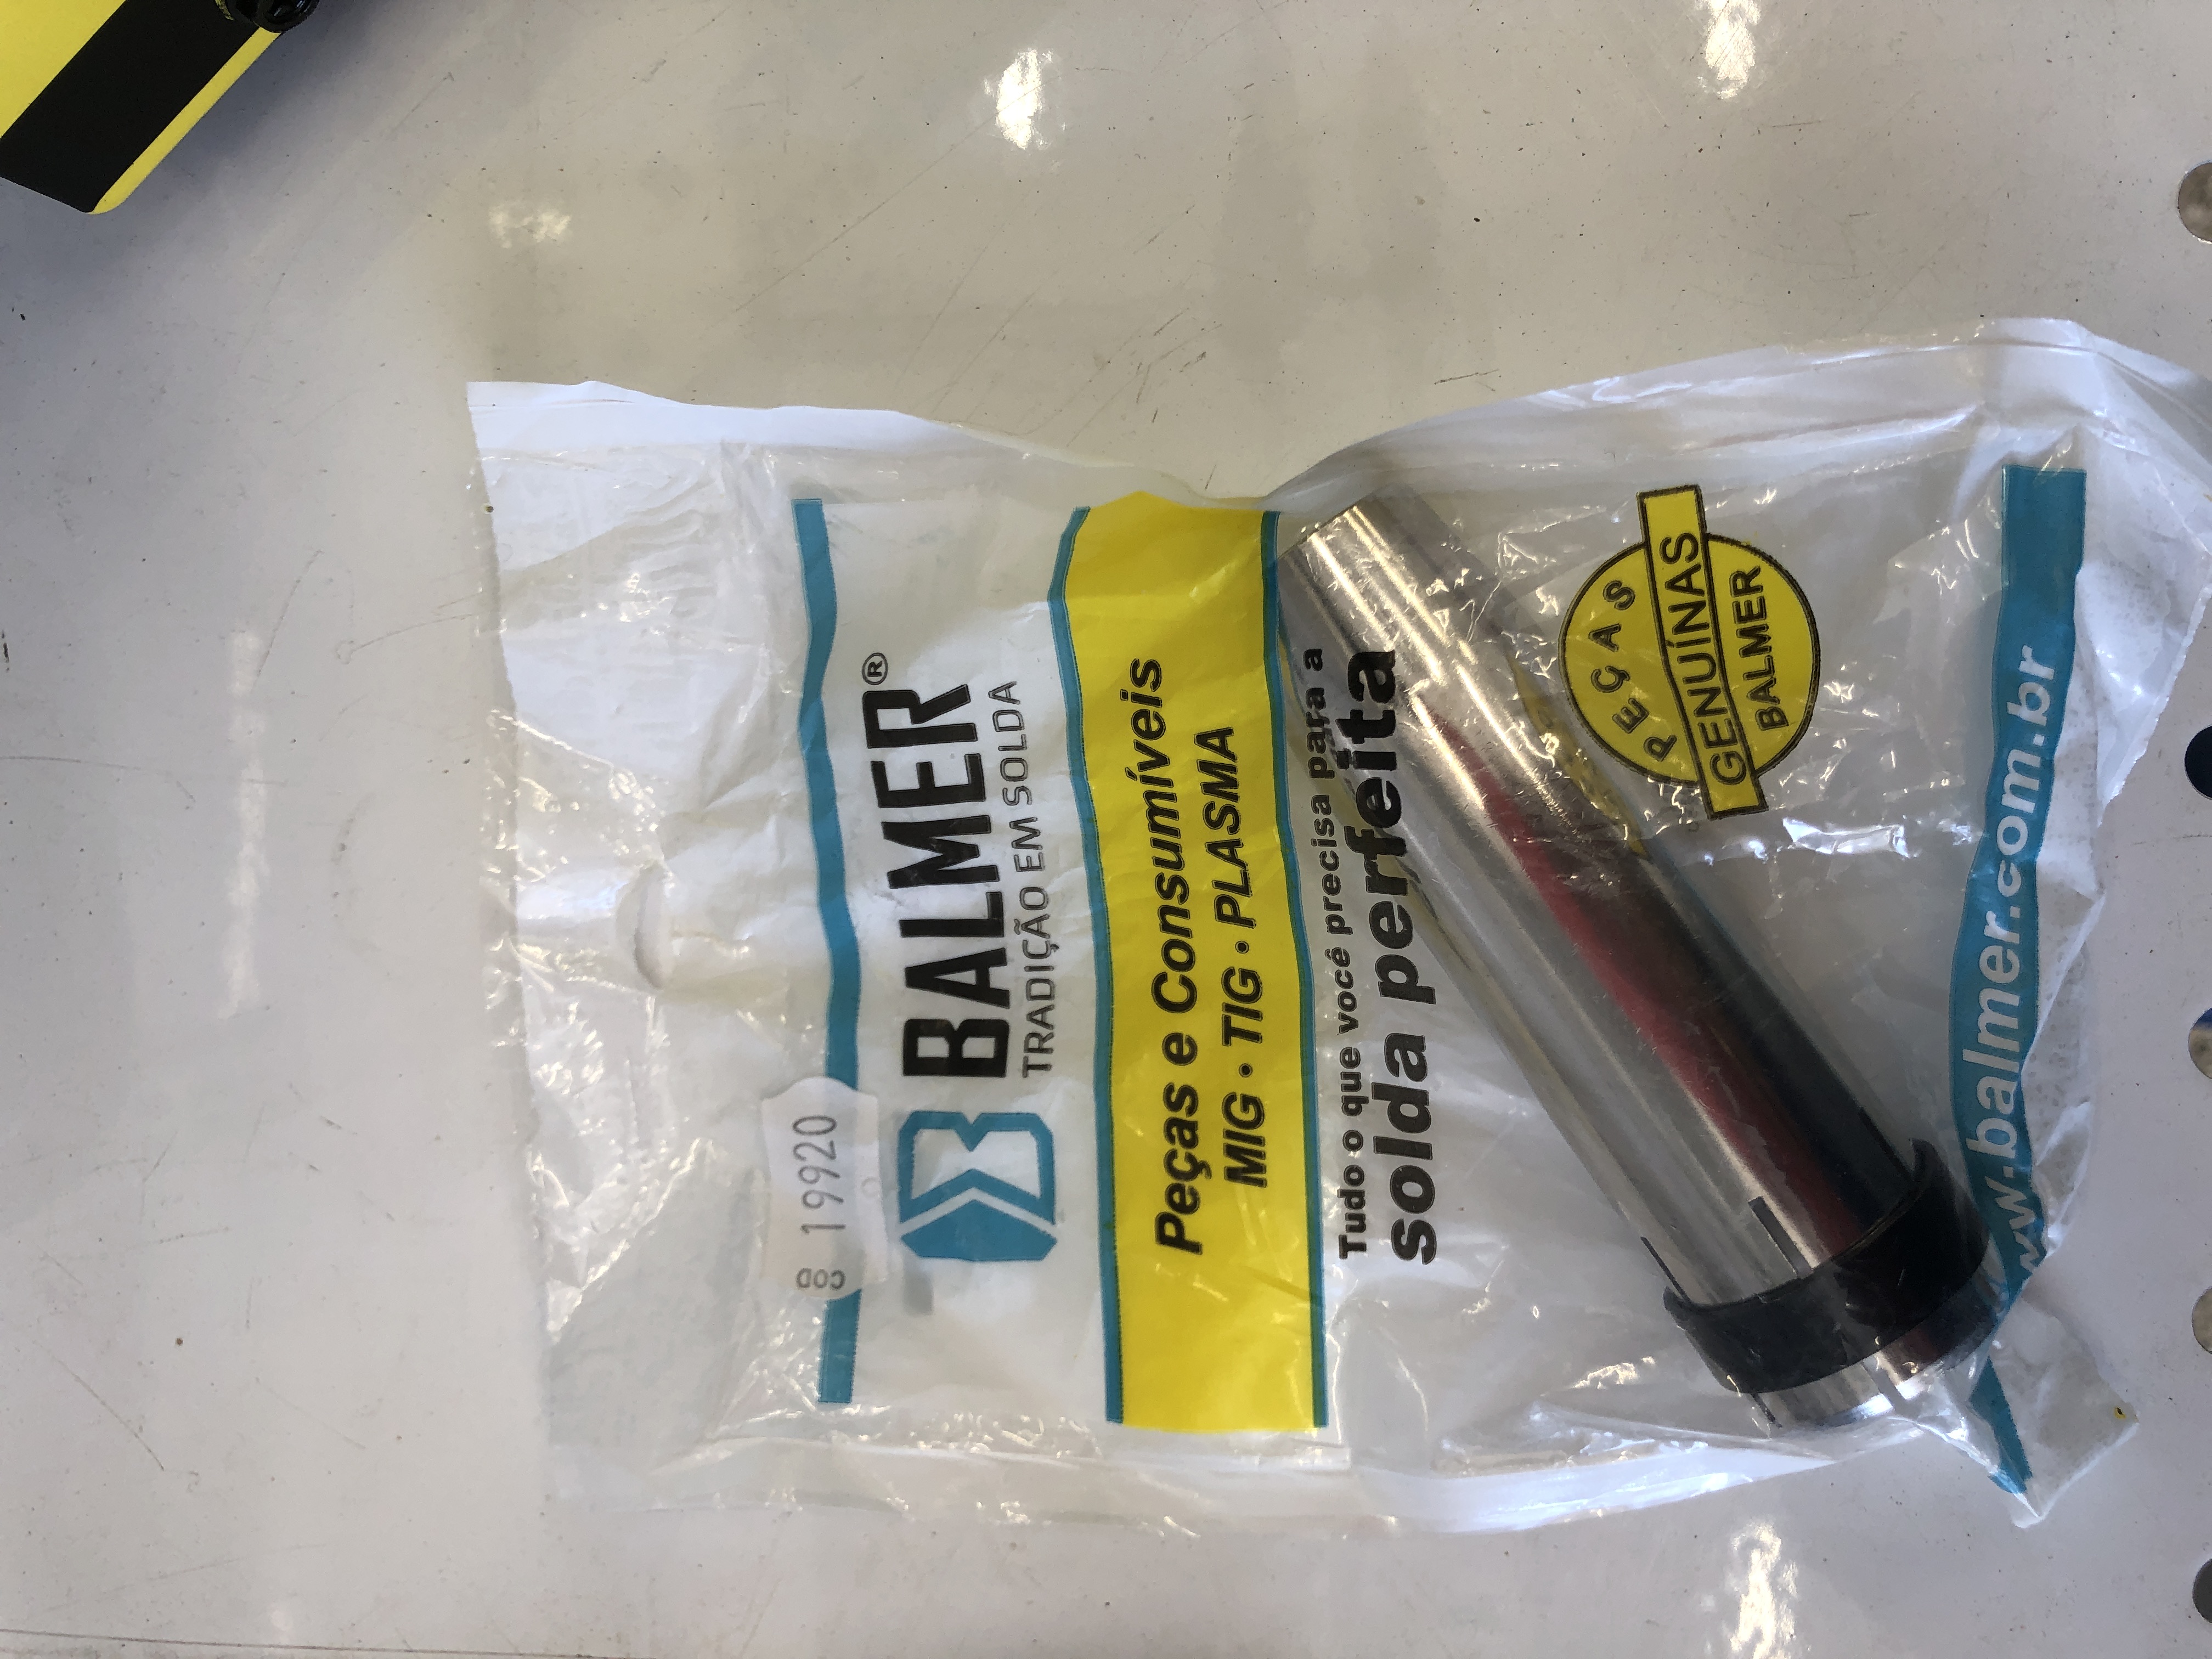 COD 19920
BALMER®
TRADIÇÃO EM SOLDA
Peças e Consumíveis
MIG • TIG • PLASMA
Tudo o que você precisa para a
solda perfeita
PEÇAS
GENUÍNAS
BALMER
www.balmer.com.br